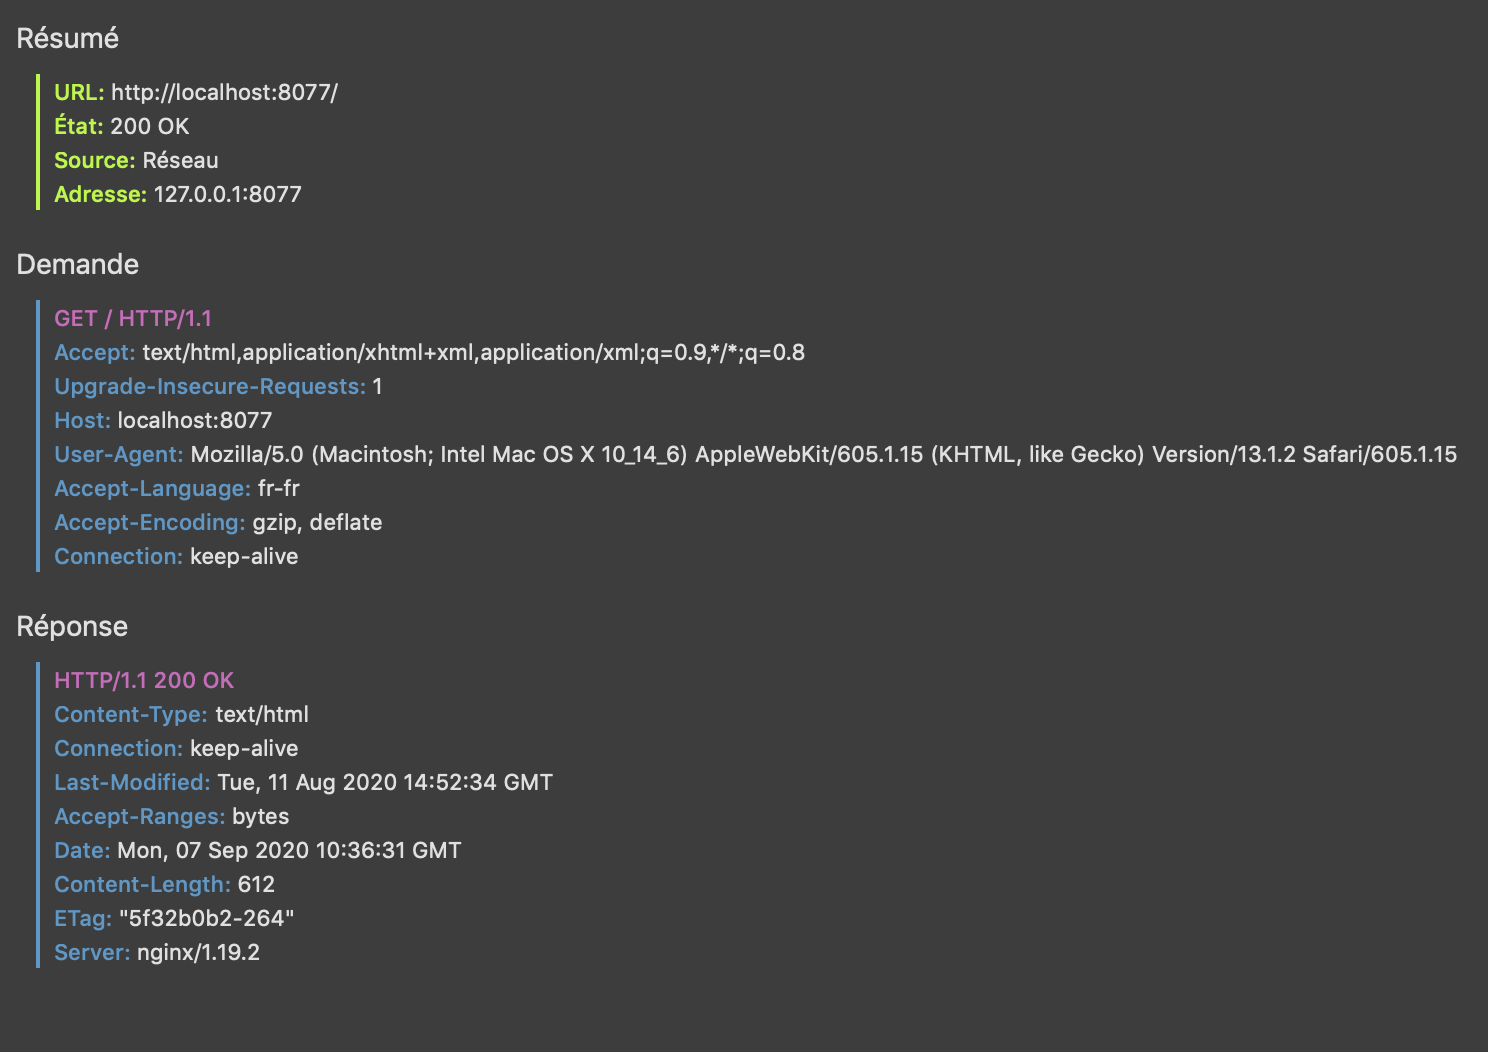 Résumé
URL: http://localhost:8077/
État: 200 OK
Source: Réseau
Adresse: 127.0.0.1:8077
Demande
GET / HTTP/1.1
Accept: text/html,application/xhtml+xml,application/xml;q=0.9,*/*;q=0.8
Upgrade-Insecure-Requests: 1
Host: localhost:8077
User-Agent: Mozilla/5.0 (Macintosh; Intel Mac OS X 10_14_6) AppleWebKit/605.1.15 (KHTML, like Gecko) Version/13.1.2 Safari/605.1.15
Accept-Language: fr-fr
Accept-Encoding: gzip, deflate
Connection: keep-alive
Réponse
HTTP/1.1 200 OK
Content-Type: text/html
Connection: keep-alive
Last-Modified: Tue, 11 Aug 2020 14:52:34 GMT
Accept-Ranges: bytes
Date: Mon, 07 Sep 2020 10:36:31 GMT
Content-Length: 612
ETag: "5f32b0b2-264"
Server: nginx/1.19.2